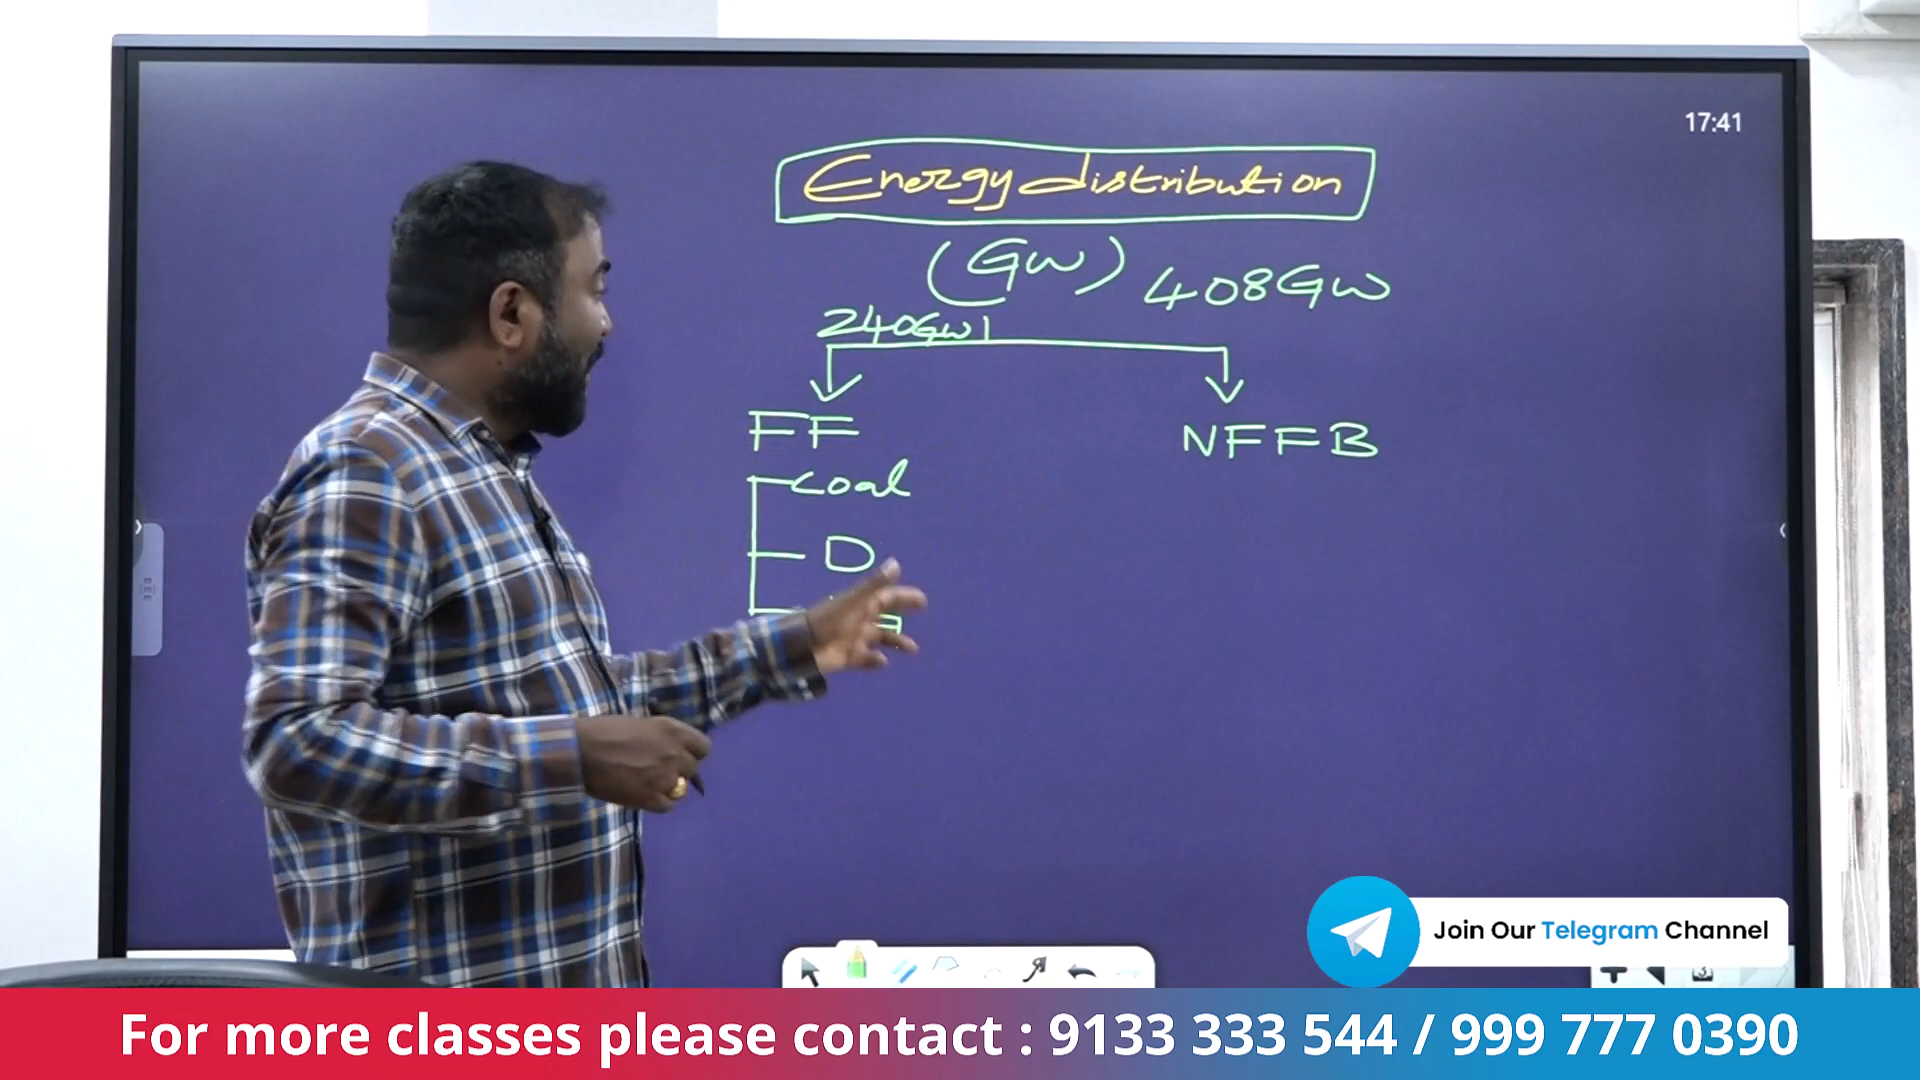 17:41
Energy distribution
(GW) 408GW
240GW
FF
NFFB
coal
D
Join Our Telegram Channel
For more classes please contact : 9133 333 544 / 999 777 0390